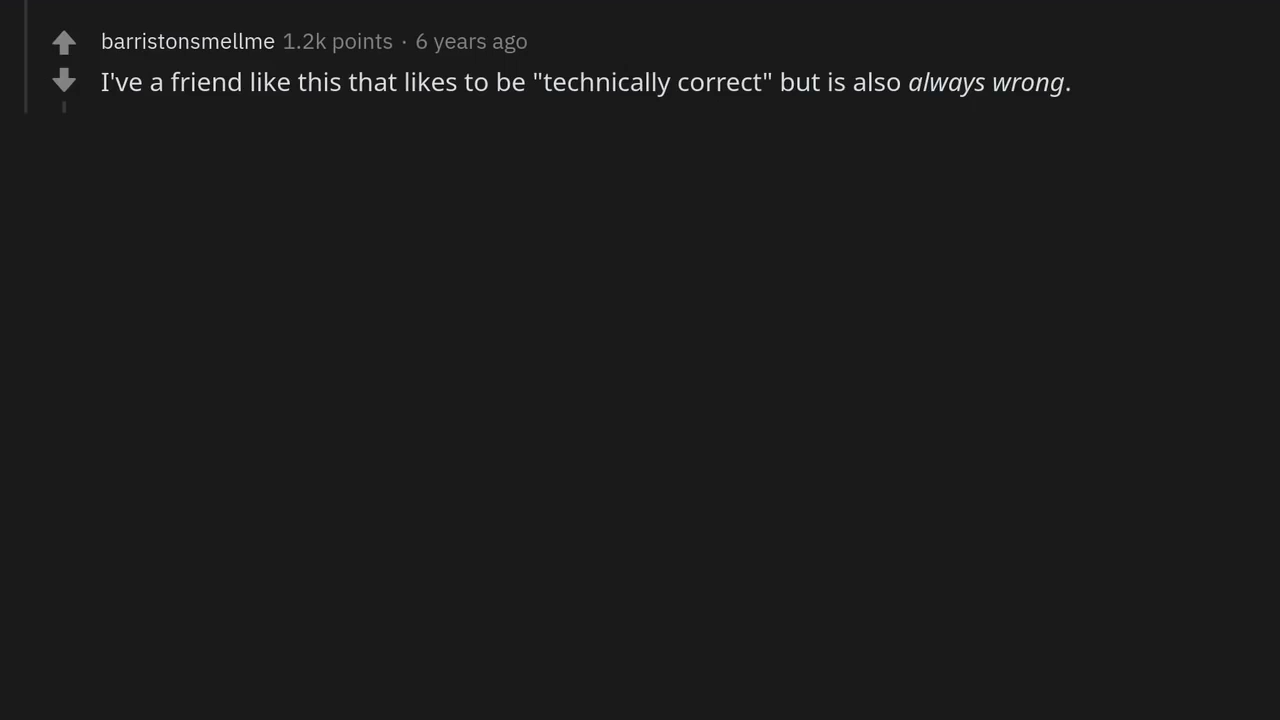 barristonsmellme 1.2k points · 6 years ago
I've a friend like this that likes to be "technically correct" but is also always wrong.